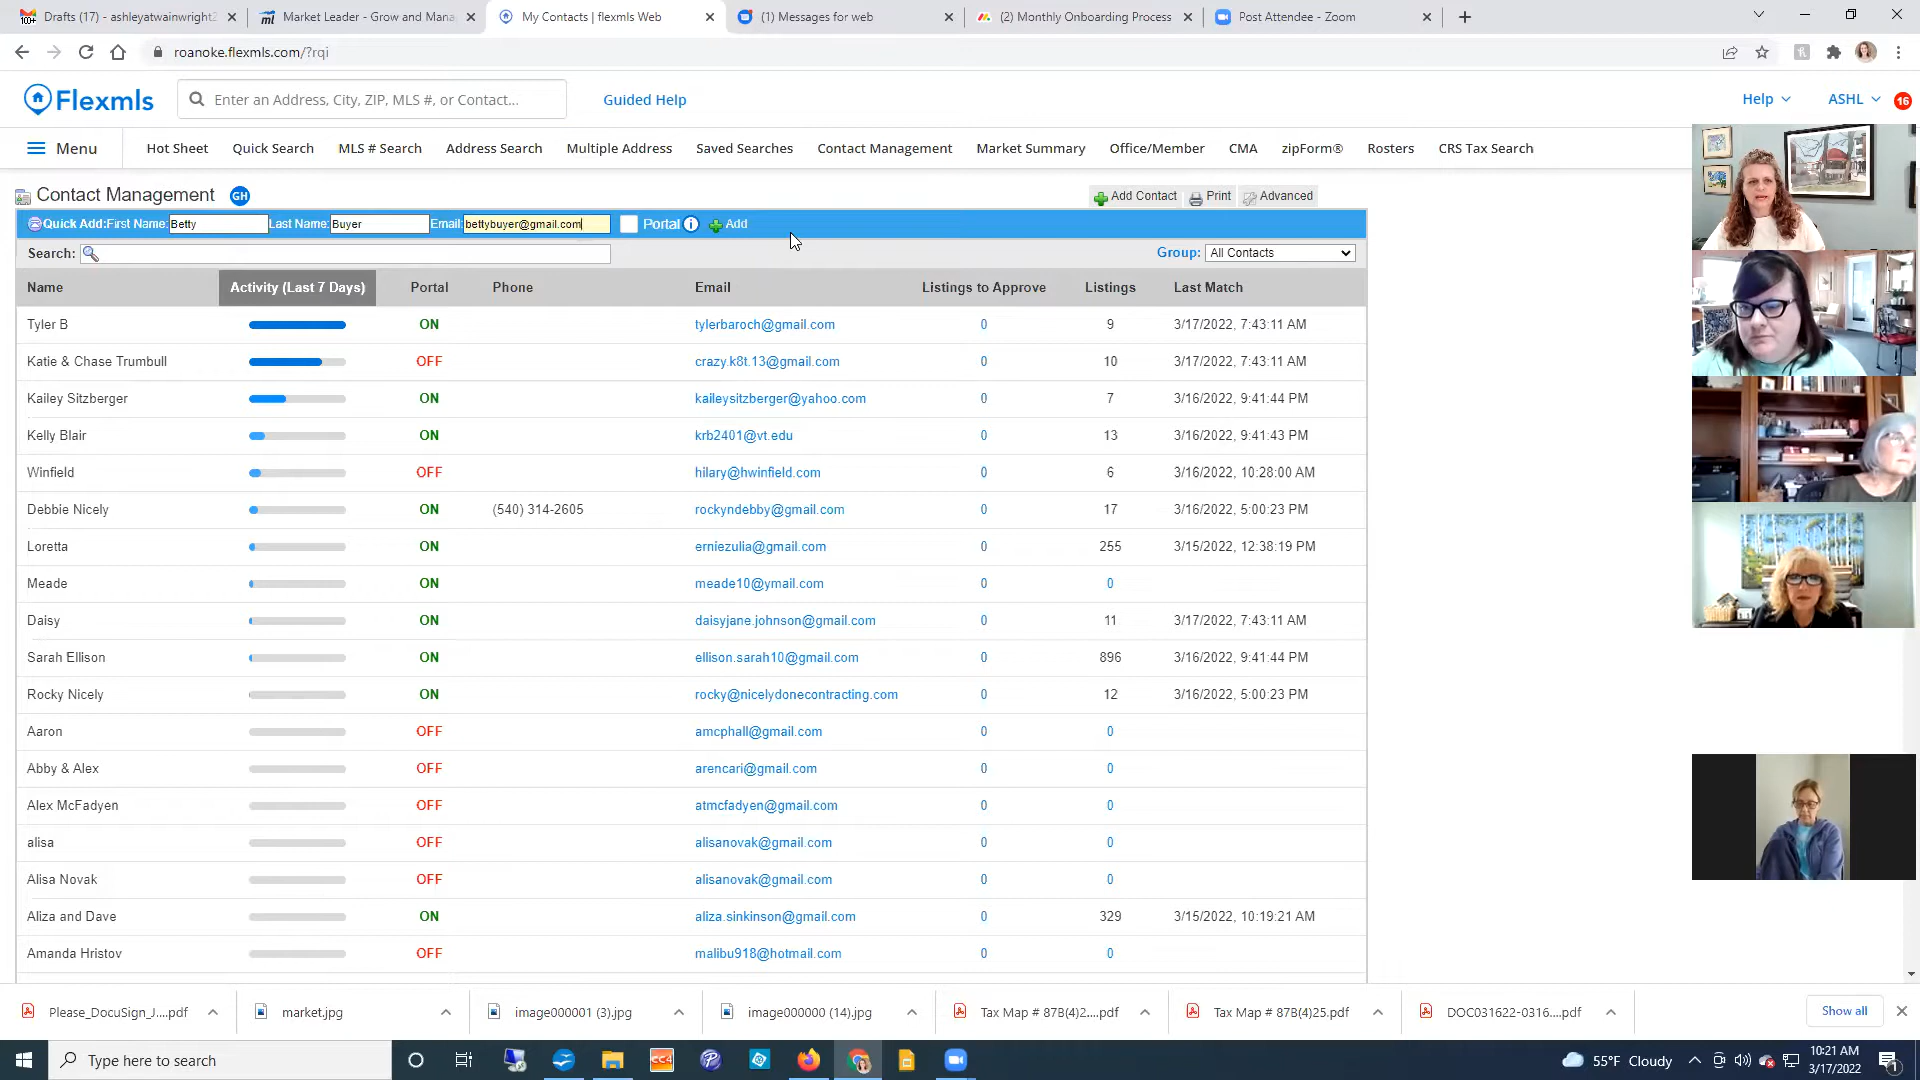 Drafts (17) - ashleyatwainwright2
Market Leader - Grow and Mana
My Contacts | flexmls Web
(1) Messages for web
(2) Monthly Onboarding Process
Post Attendee - Zoom
roanoke.flexmls.com/?rqi
Flexmls
Enter an Address, City, ZIP, MLS #, or Contact...
Guided Help
Help
ASHL
16
Menu
Hot Sheet
Quick Search
MLS # Search
Address Search
Multiple Address
Saved Searches
Contact Management
Market Summary
Office/Member
CMA
zipForm®
Rosters
CRS Tax Search
Contact Management GH
Add Contact
Print
Advanced
Quick Add: First Name: Betty Last Name: Buyer Email: bettybuyer@gmail.com Portal i Add
Search:
Group: All Contacts
Name Activity (Last 7 Days) Portal Phone Email Listings to Approve Listings Last Match
Tyler B ON tylerbaroch@gmail.com 0 9 3/17/2022, 7:43:11 AM
Katie & Chase Trumbull OFF crazy.k8t.13@gmail.com 0 10 3/17/2022, 7:43:11 AM
Kailey Sitzberger ON kaileysitzberger@yahoo.com 0 7 3/16/2022, 9:41:44 PM
Kelly Blair ON krb2401@vt.edu 0 13 3/16/2022, 9:41:43 PM
Winfield OFF hilary@hwinfield.com 0 6 3/16/2022, 10:28:00 AM
Debbie Nicely ON (540) 314-2605 rockyndebby@gmail.com 0 17 3/16/2022, 5:00:23 PM
Loretta ON erniezulia@gmail.com 0 255 3/15/2022, 12:38:19 PM
Meade ON meade10@ymail.com 0 0
Daisy ON daisyjane.johnson@gmail.com 0 11 3/17/2022, 7:43:11 AM
Sarah Ellison ON ellison.sarah10@gmail.com 0 896 3/16/2022, 9:41:44 PM
Rocky Nicely ON rocky@nicelydonecontracting.com 0 12 3/16/2022, 5:00:23 PM
Aaron OFF amcphall@gmail.com 0 0
Abby & Alex OFF arencari@gmail.com 0 0
Alex McFadyen OFF atmcfadyen@gmail.com 0 0
alisa OFF alisanovak@gmail.com 0 0
Alisa Novak OFF alisanovak@gmail.com 0 0
Aliza and Dave ON aliza.sinkinson@gmail.com 0 329 3/15/2022, 10:19:21 AM
Amanda Hristov OFF malibu918@hotmail.com 0 0
Please_DocuSign_J....pdf
market.jpg
image000001 (3).jpg
image000000 (14).jpg
Tax Map # 87B(4)2....pdf
Tax Map # 87B(4)25.pdf
DOC031622-0316....pdf
Show all
Type here to search
CC4
55°F Cloudy
10:21 AM
3/17/2022
1